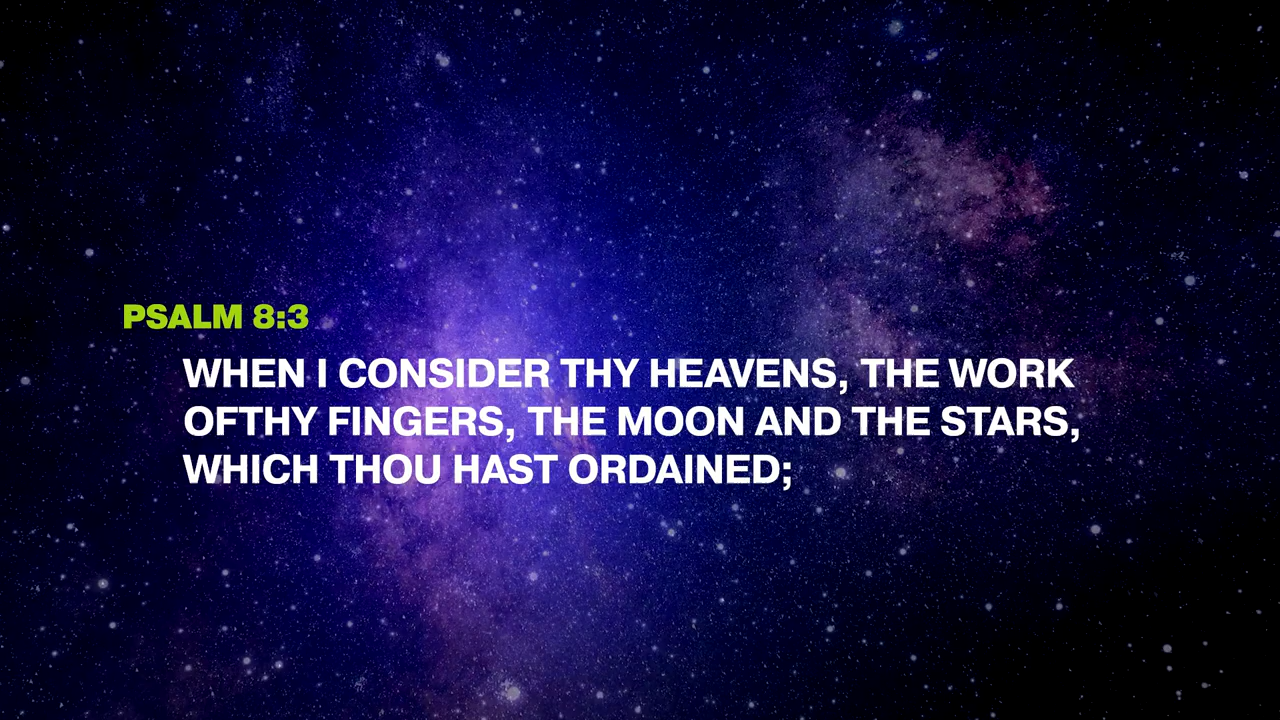 PSALM 8:3
WHEN I CONSIDER THY HEAVENS, THE WORK
OFTHY FINGERS, THE MOON AND THE STARS,
WHICH THOU HAST ORDAINED;